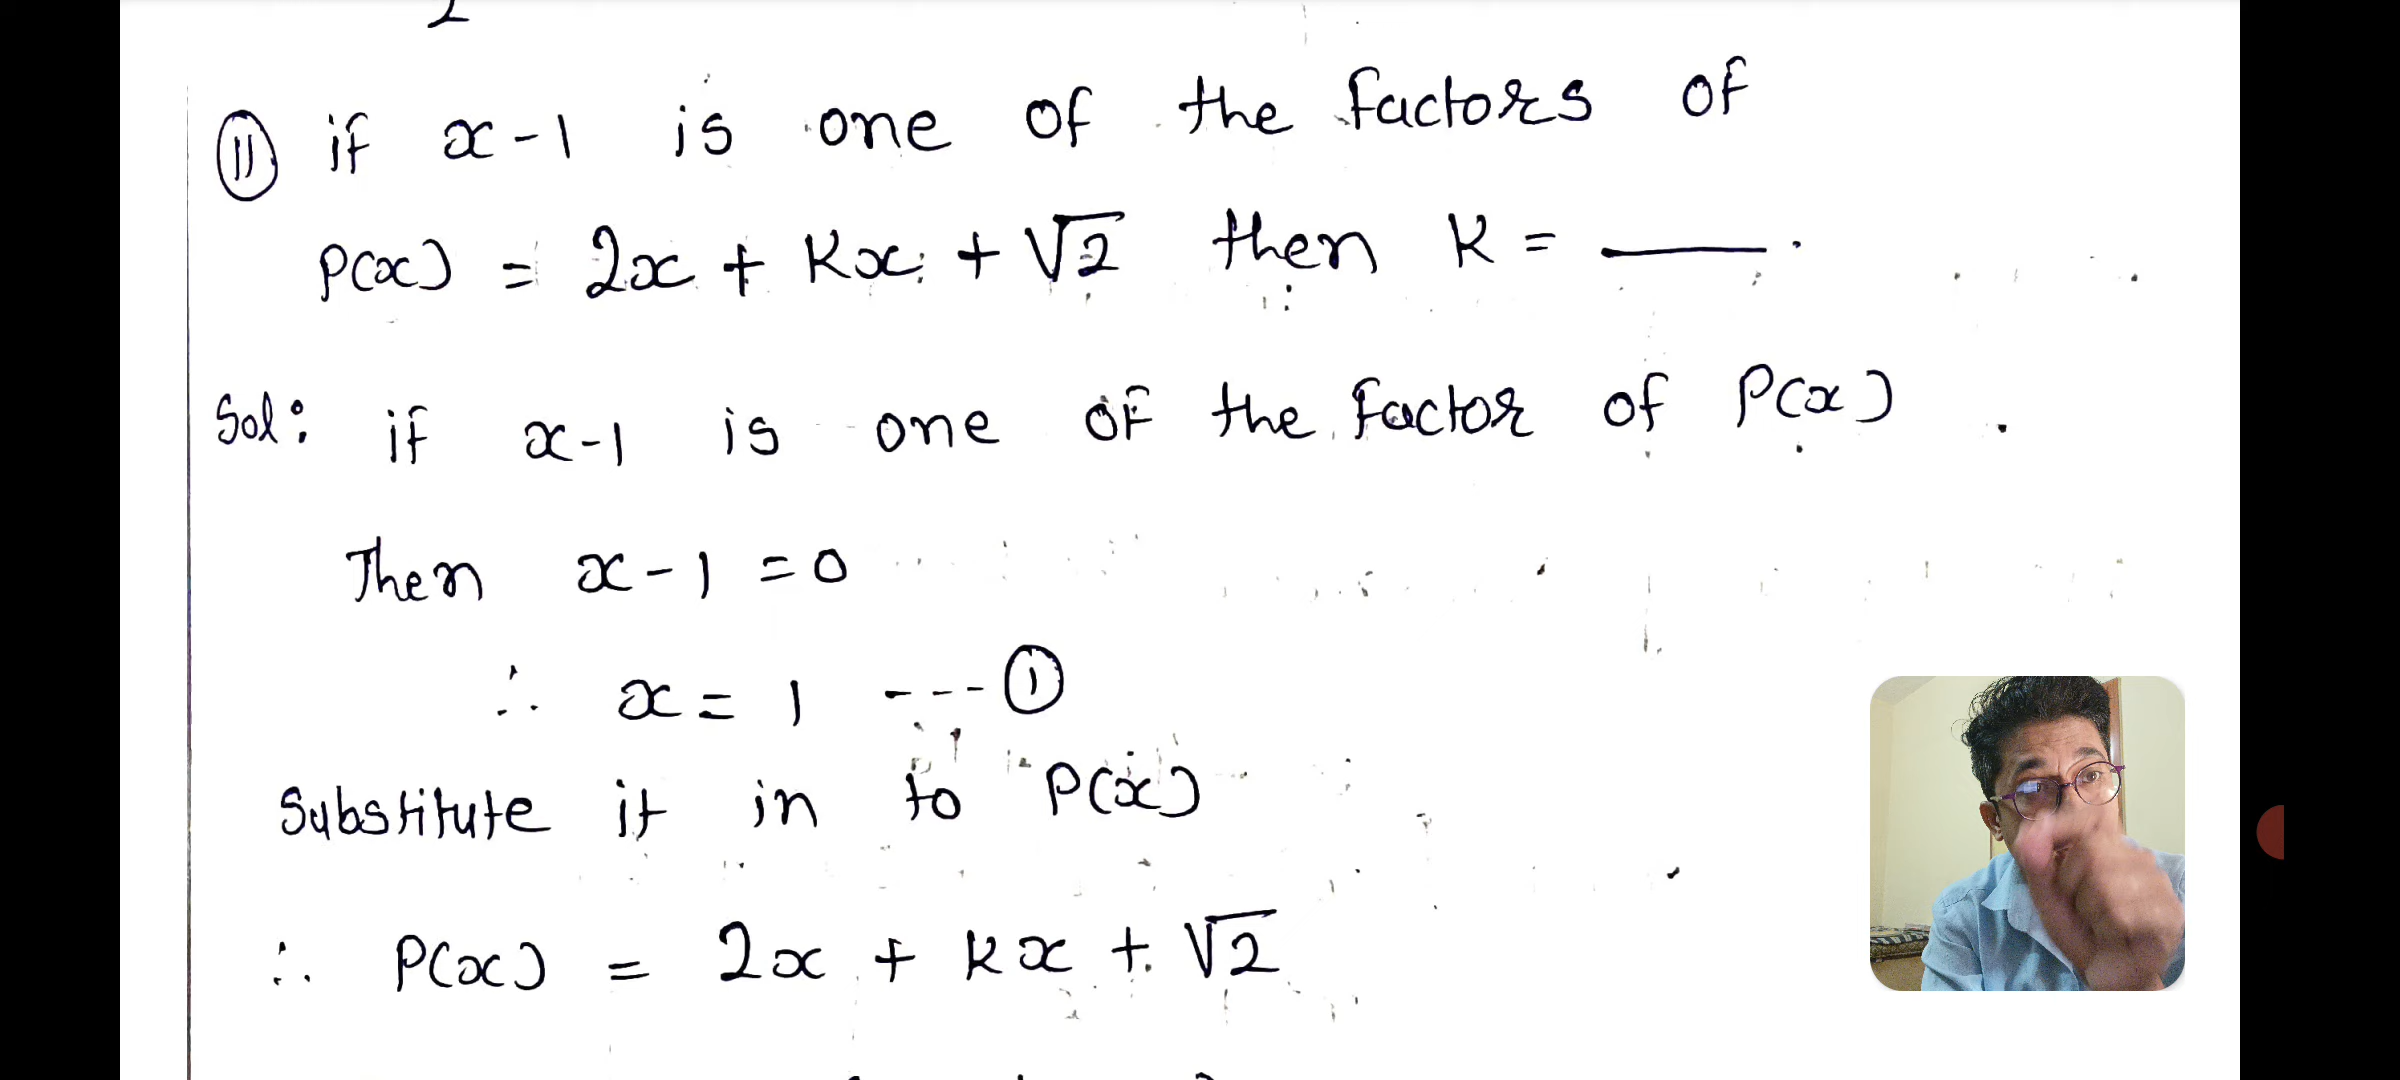 ⑪ if x-1 is one of the factors of
P(x) = 2x + Kx + √2 then K = ———.
Sol: if x-1 is one of the factor of P(x)
Then x-1 = 0
∴ x = 1 ---①
Substitute it in to P(x)
∴ P(x) = 2x + Kx + √2